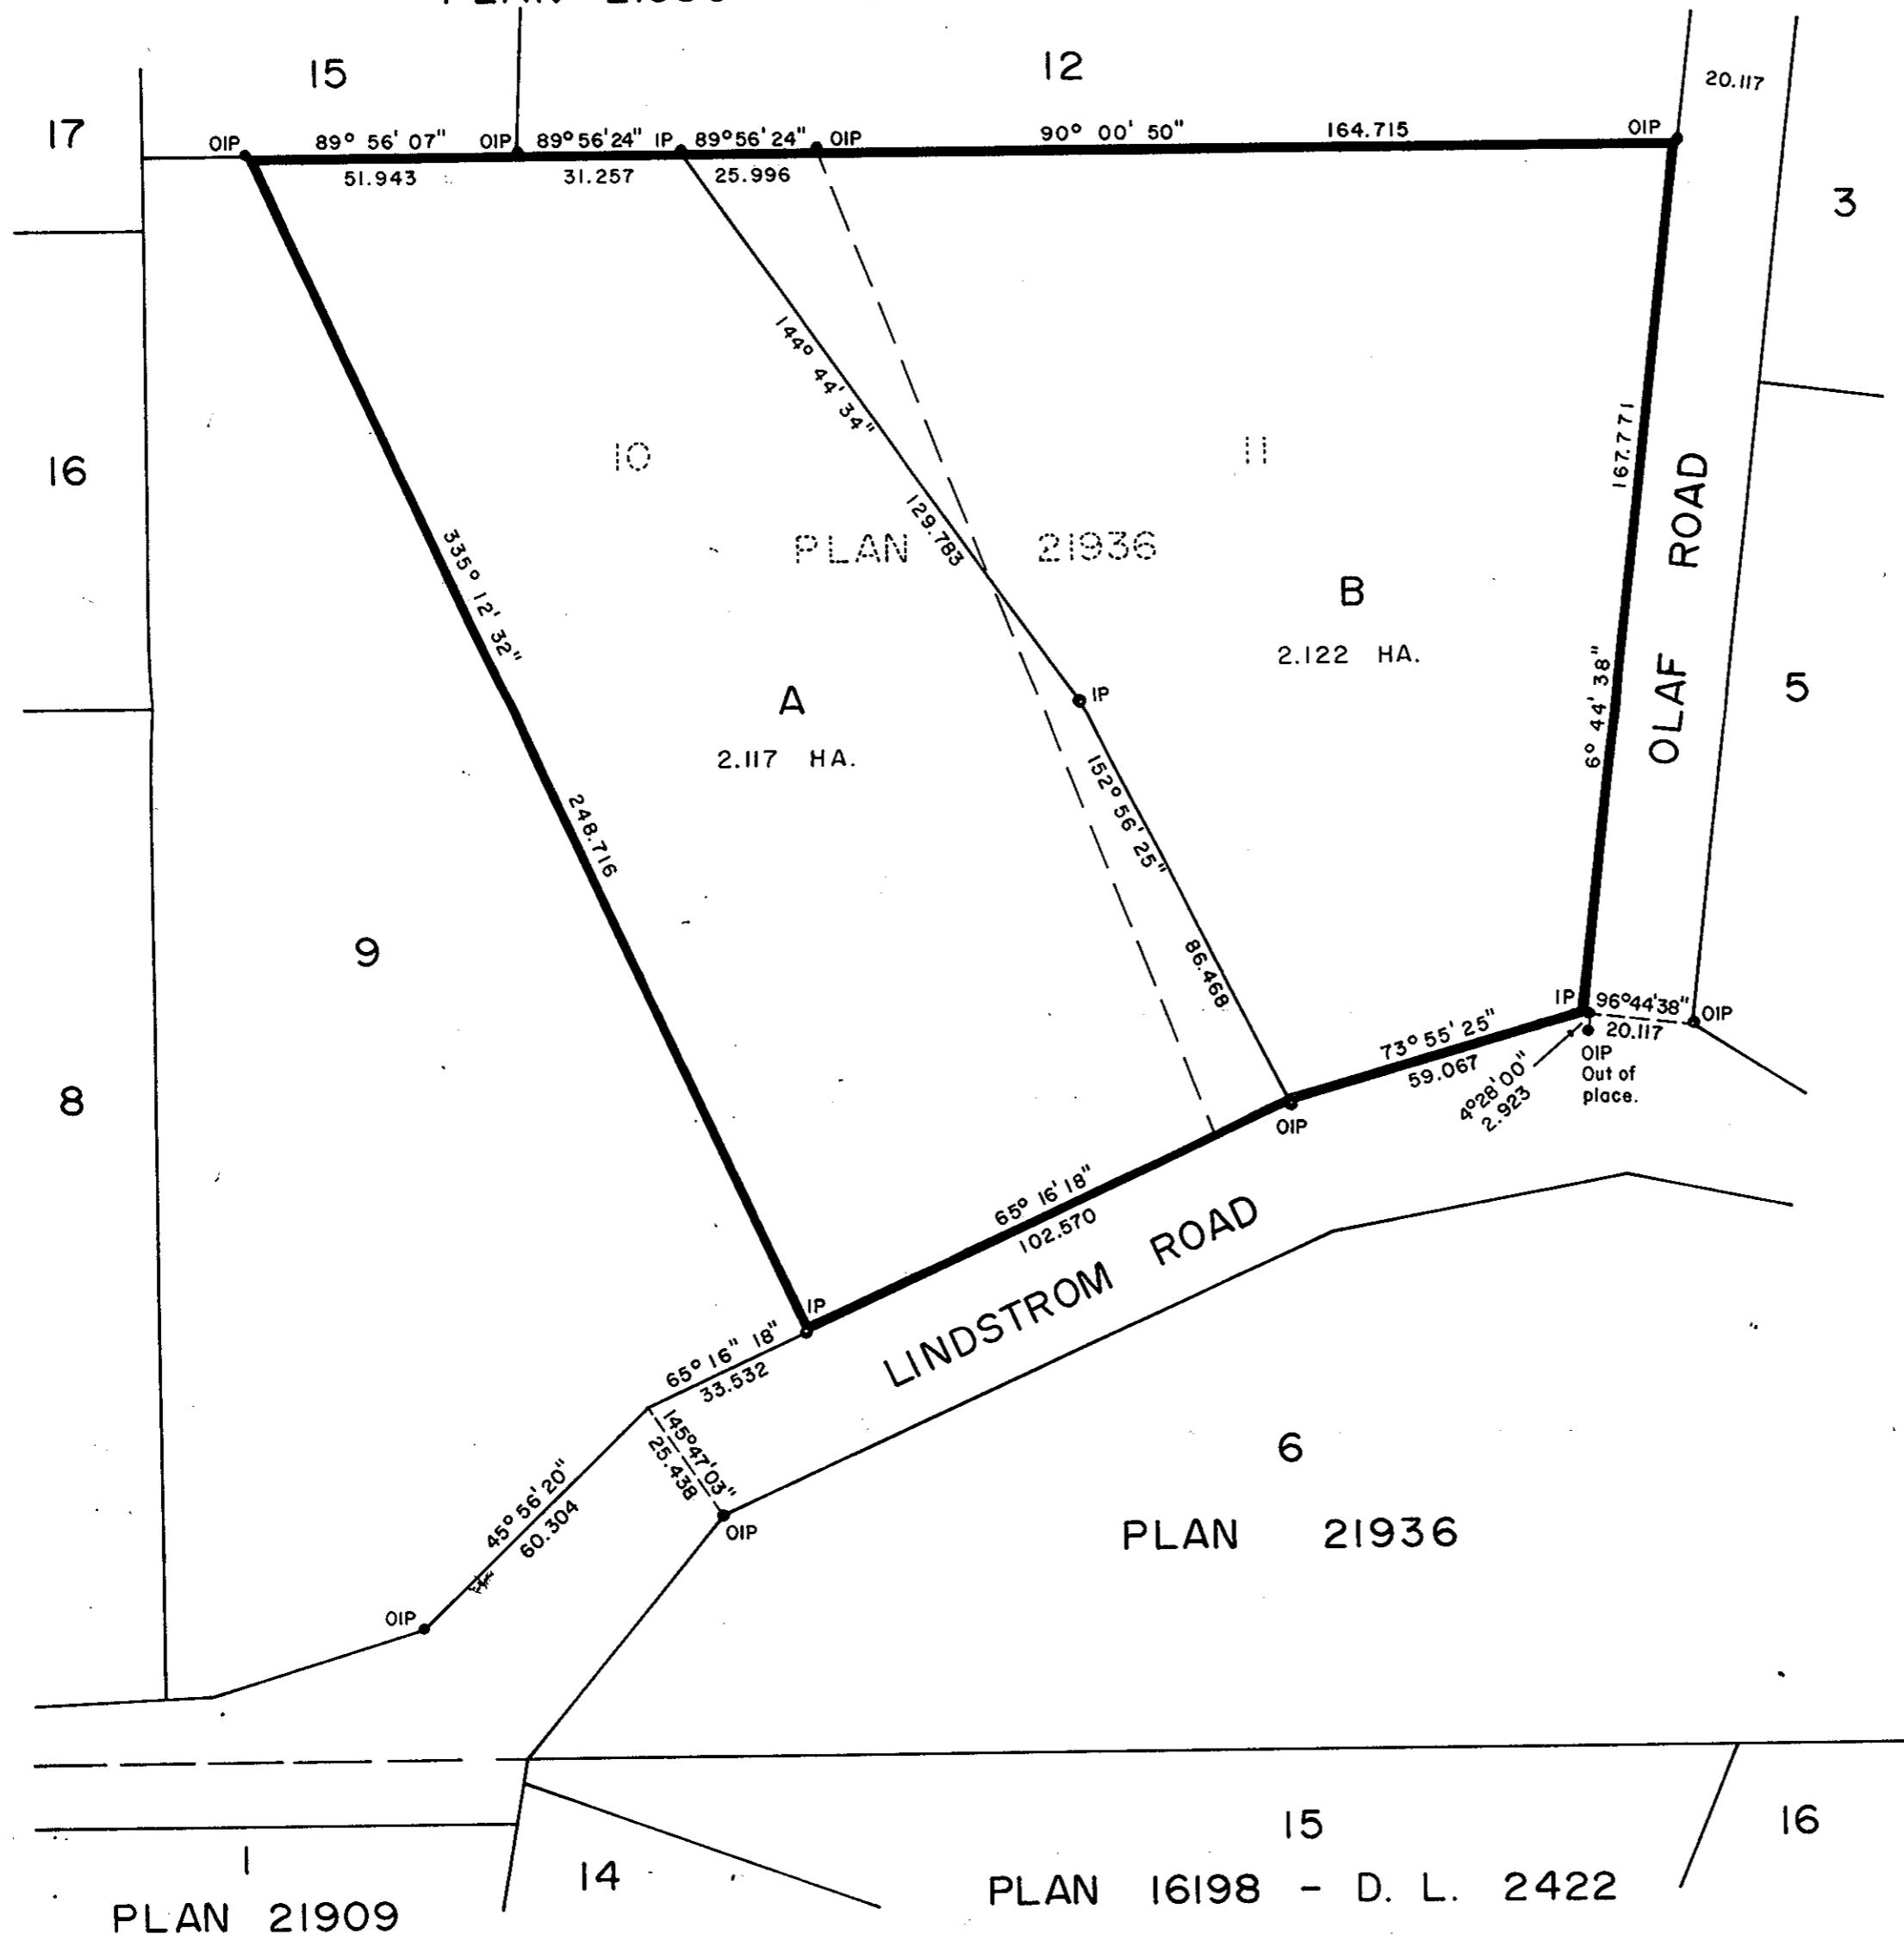 15
12
20.117
17
OIP
89° 56' 07"
OIP
89°56'24"
IP
89°56'24"
OIP
90° 00' 50"
164.715
OIP
51.943
31.257
25.996
3
144° 44' 34"
167.771
10
11
16
129.783
PLAN 21936
335° 12' 32"
OLAF ROAD
B
2.122 HA.
6° 44' 38"
A
IP
5
2.117 HA.
152° 56' 25"
248.716
9
86.468
IP
96°44'38"
OIP
20.117
73° 55' 25"
59.067
OIP
Out of
place.
4°28'00"
2.923
8
OIP
65° 16' 18"
102.570
LINDSTROM ROAD
IP
65° 16" 18"
33.532
145°47'03"
25.438
6
45° 56' 20"
60.304
OIP
PLAN 21936
OIP
15
16
1
14
PLAN 16198 - D. L. 2422
PLAN 21909